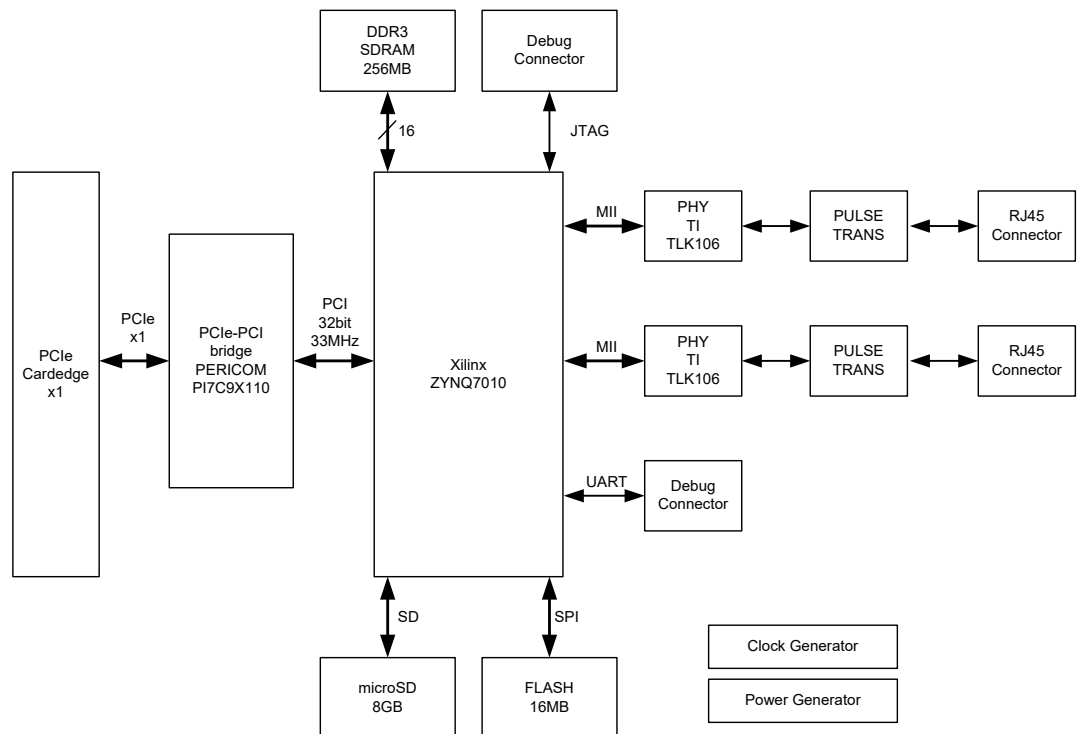 DDR3
SDRAM
256MB
Debug
Connector
16
JTAG
MII
PHY
TI
TLK106
PULSE
TRANS
RJ45
Connector
PCIe
Cardedge
x1
PCIe
x1
PCIe-PCI
bridge
PERICOM
PI7C9X110
PCI
32bit
33MHz
Xilinx
ZYNQ7010
MII
PHY
TI
TLK106
PULSE
TRANS
RJ45
Connector
UART
Debug
Connector
SD
SPI
microSD
8GB
FLASH
16MB
Clock Generator
Power Generator